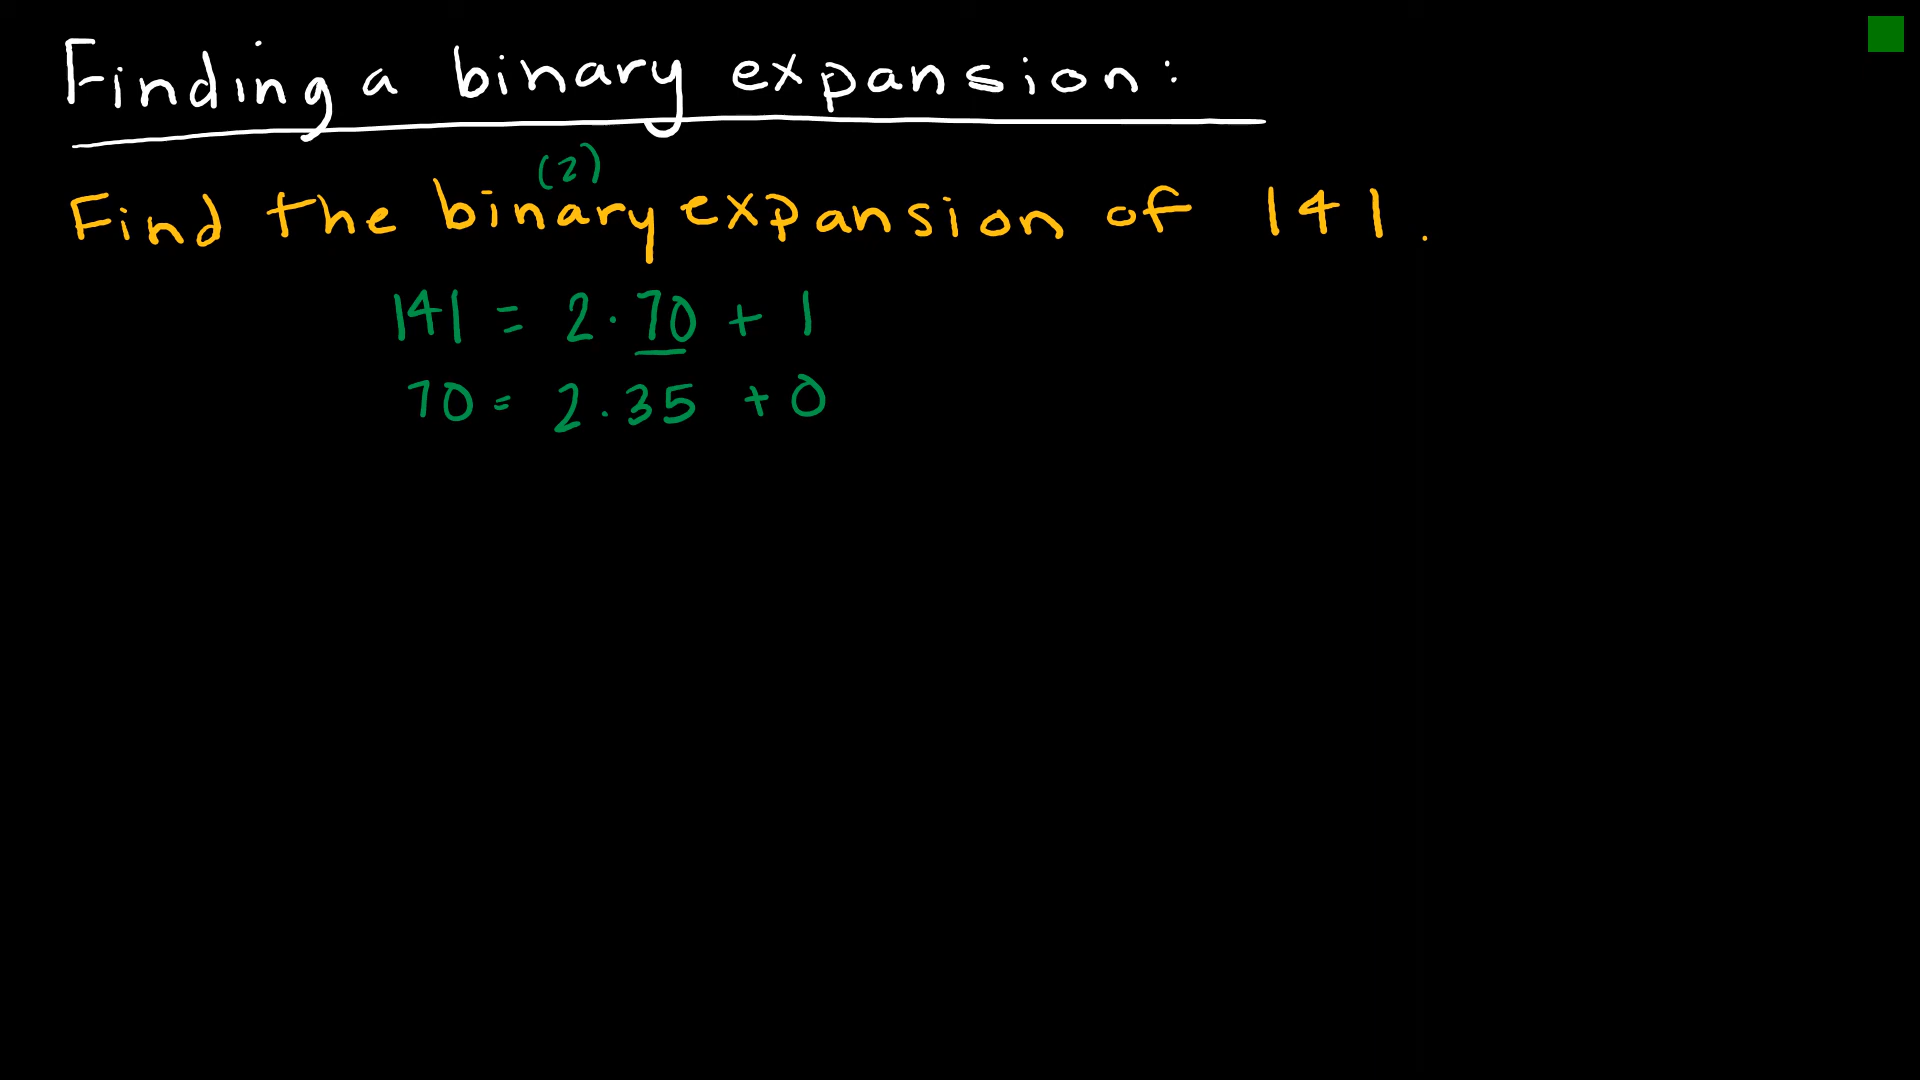 Finding a binary expansion:
(2)
Find the binary expansion of 141.
141 = 2·70 + 1
70 = 2·35 + 0